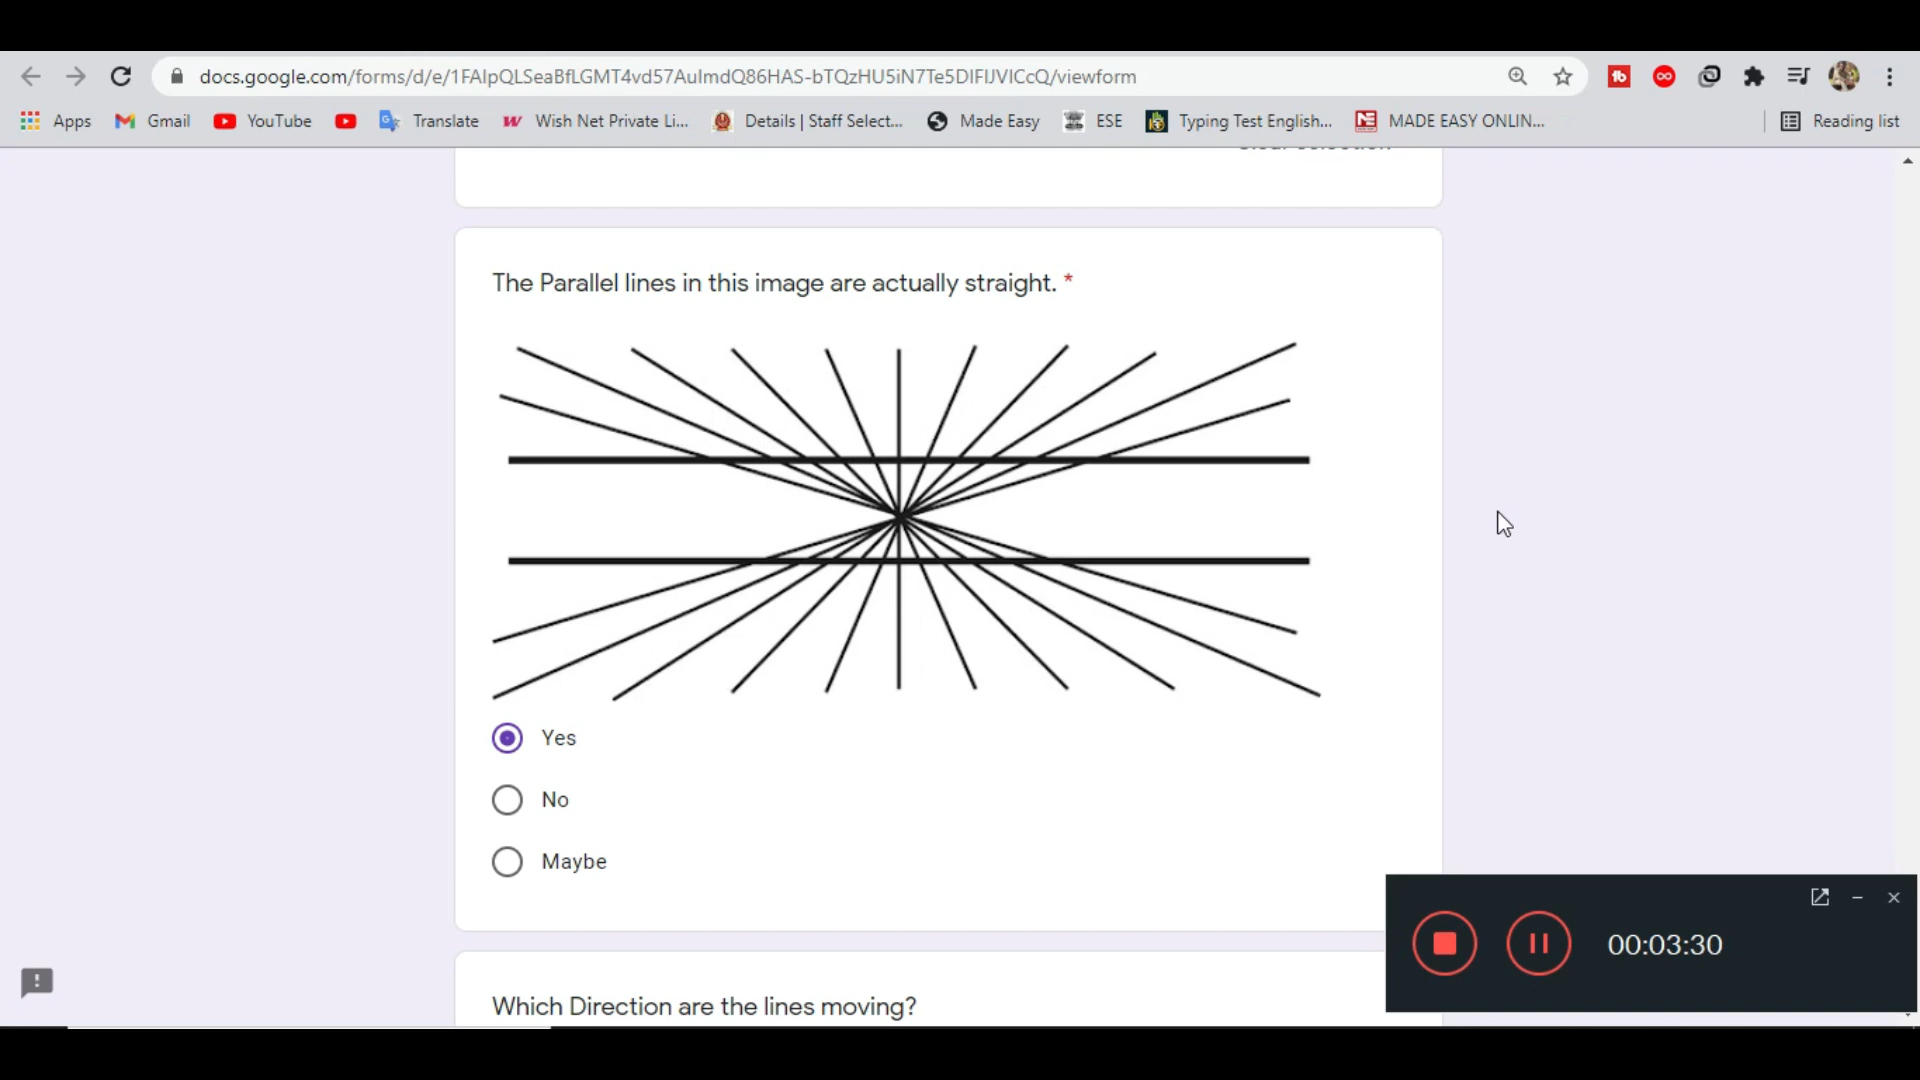 docs.google.com/forms/d/e/1FAIpQLSeaBfLGMT4vd57AuImdQ86HAS-bTQzHU5iN7Te5DIFIJVICcQ/viewform
Apps Gmail YouTube Translate Wish Net Private Li... Details | Staff Select... Made Easy ESE Typing Test English... MADE EASY ONLIN... Reading list
The Parallel lines in this image are actually straight. *
Yes
No
Maybe
00:03:30
Which Direction are the lines moving?